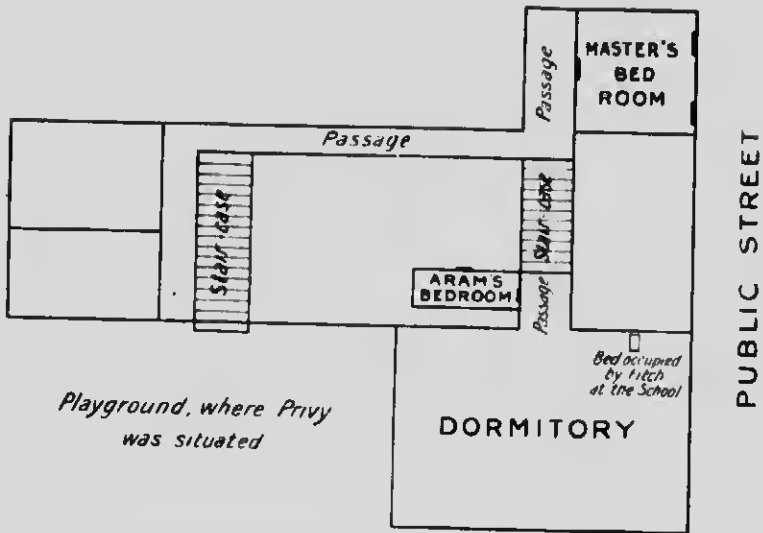 MASTER'S
BED
ROOM
Passage
Passage
Stair case
Stair-case
ARAM'S
BEDROOM
Passage
PUBLIC STREET
Bed occupied
by Fitch
at the School
Playground, where Privy
was situated
DORMITORY